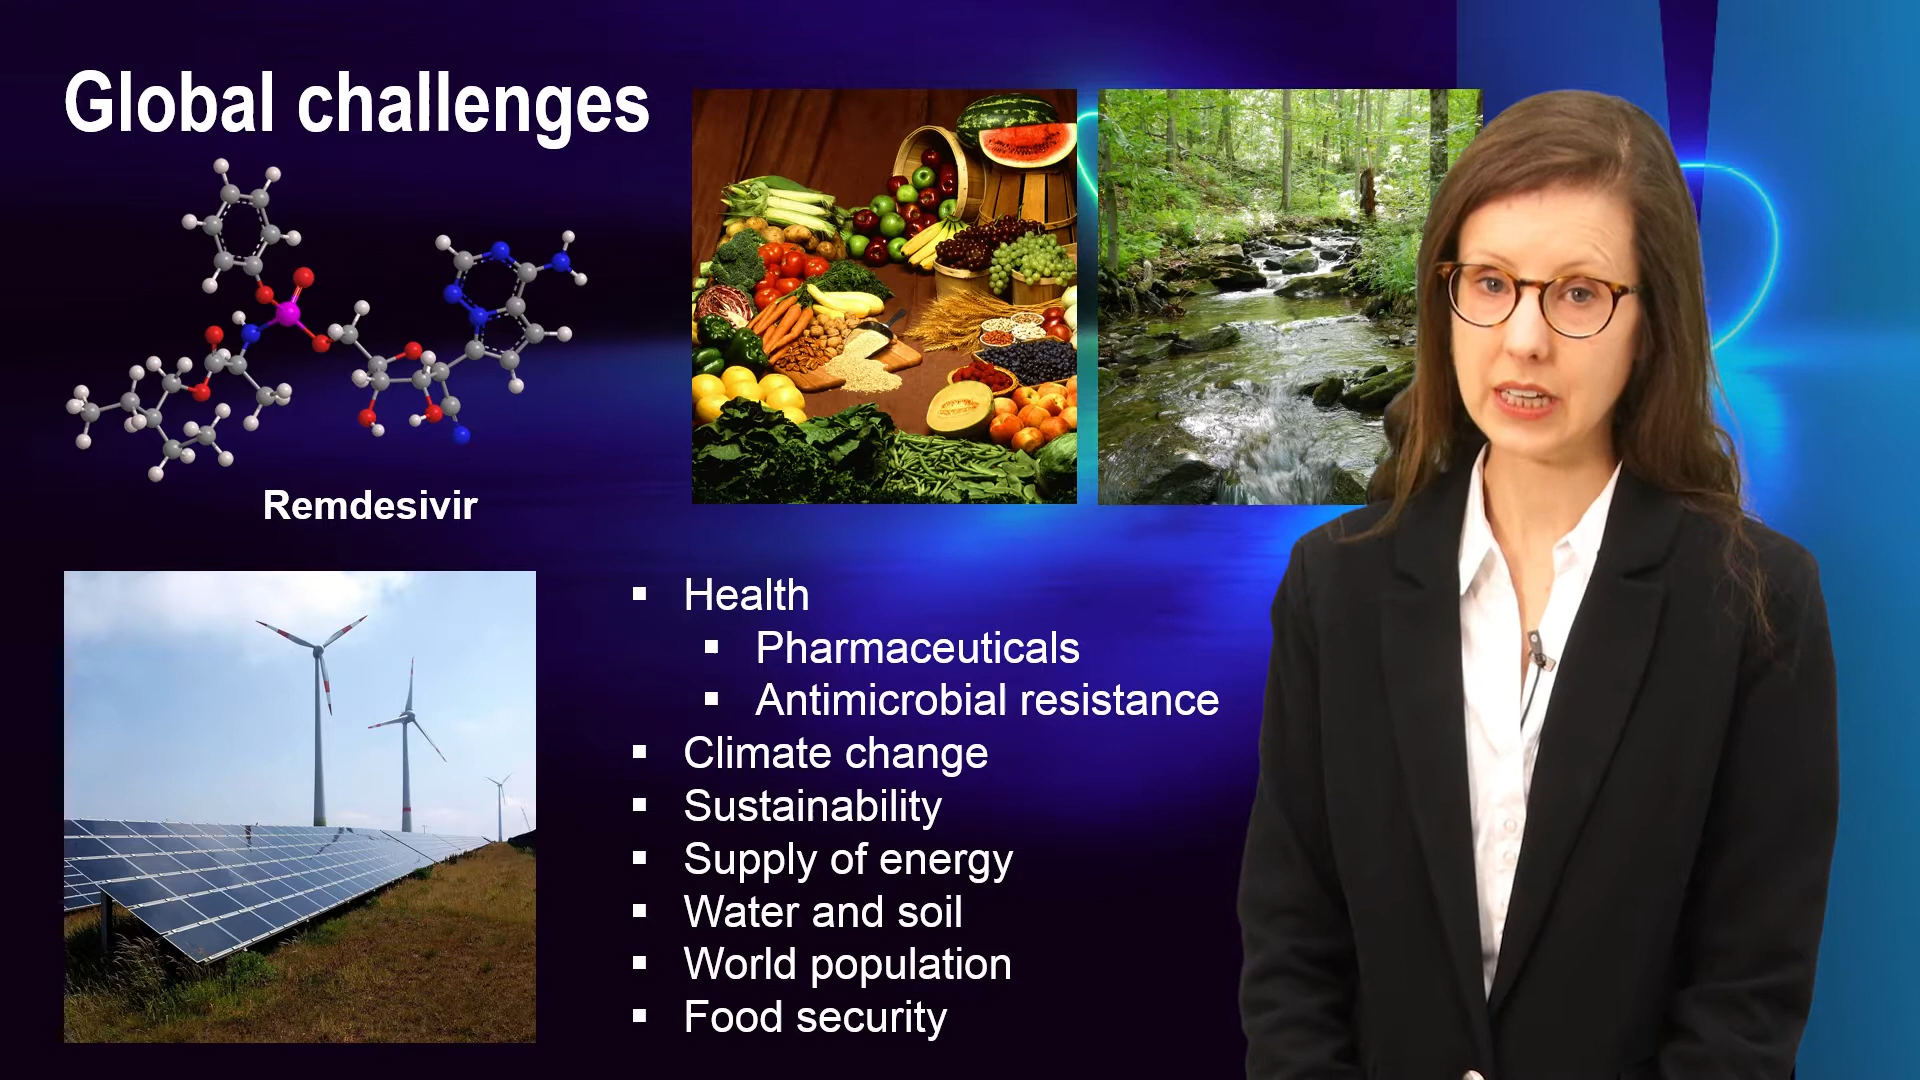 Global challenges
Remdesivir
Health
Pharmaceuticals
Antimicrobial resistance
Climate change
Sustainability
Supply of energy
Water and soil
World population
Food security